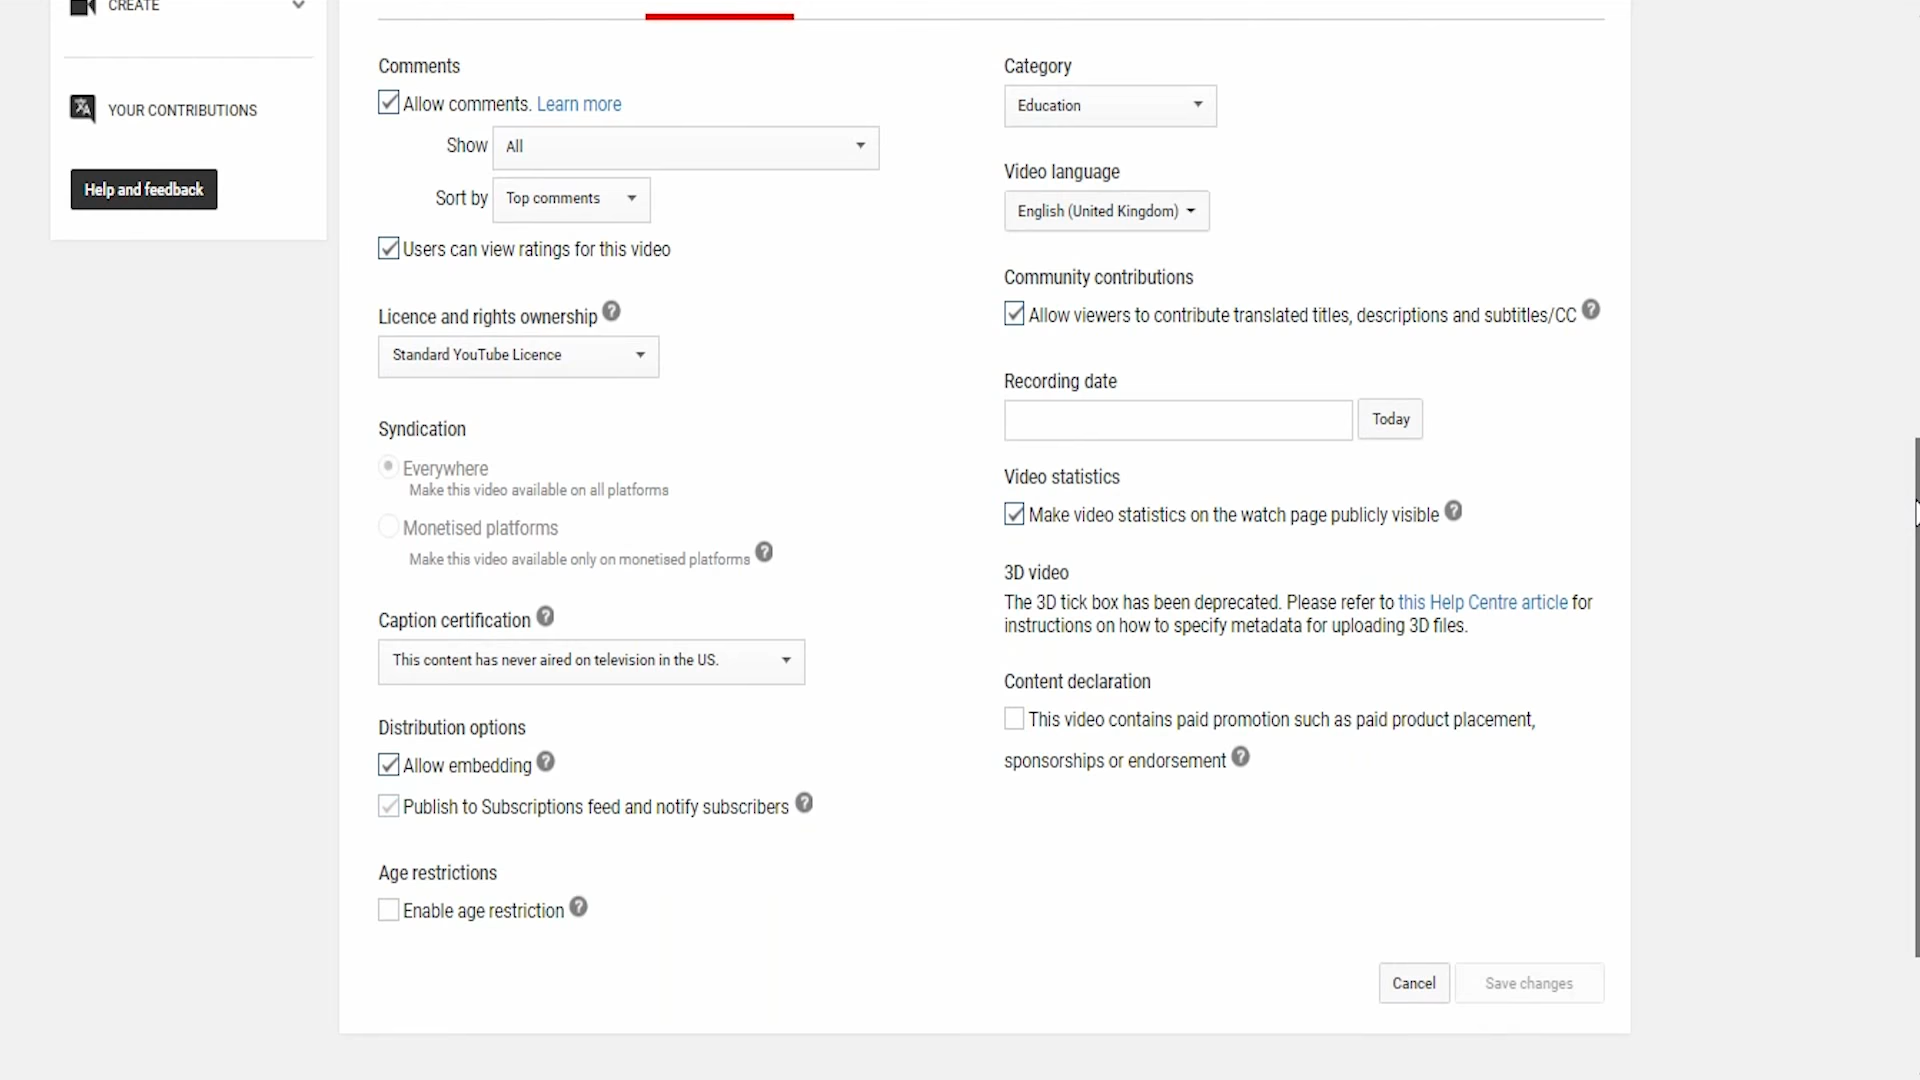 CREATE
YOUR CONTRIBUTIONS
Help and feedback
Comments
Allow comments. Learn more
Show All
Sort by Top comments
Users can view ratings for this video
Licence and rights ownership
Standard YouTube Licence
Syndication
Everywhere
Make this video available on all platforms
Monetised platforms
Make this video available only on monetised platforms
Caption certification
This content has never aired on television in the US.
Distribution options
Allow embedding
Publish to Subscriptions feed and notify subscribers
Age restrictions
Enable age restriction
Category
Education
Video language
English (United Kingdom)
Community contributions
Allow viewers to contribute translated titles, descriptions and subtitles/CC
Recording date
Today
Video statistics
Make video statistics on the watch page publicly visible
3D video
The 3D tick box has been deprecated. Please refer to this Help Centre article for
instructions on how to specify metadata for uploading 3D files.
Content declaration
This video contains paid promotion such as paid product placement,
sponsorships or endorsement
Cancel
Save changes